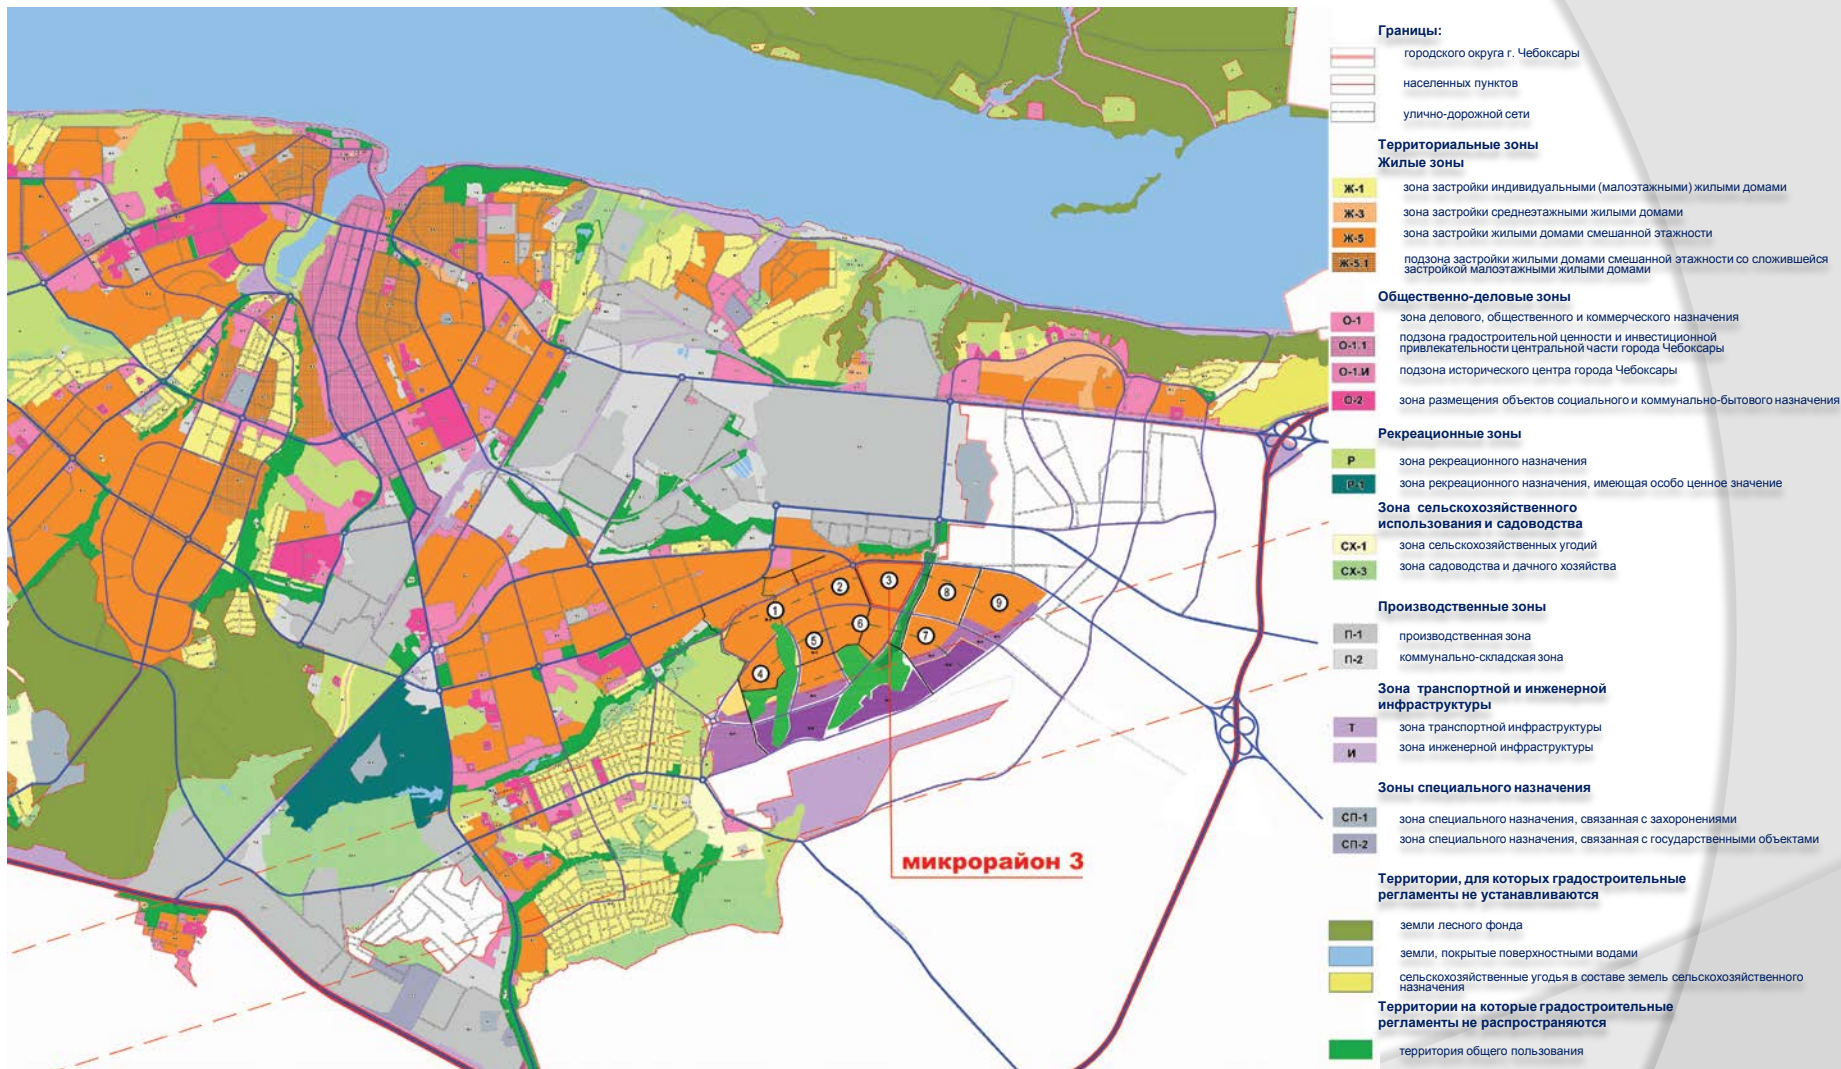 Границы:
городского округа г. Чебоксары
населенных пунктов
улично-дорожной сети
Территориальные зоны
Жилые зоны
Ж-1 зона застройки индивидуальными (малоэтажными) жилыми домами
Ж-3 зона застройки среднеэтажными жилыми домами
Ж-5 зона застройки жилыми домами смешанной этажности
Ж-5.1 подзона застройки жилыми домами смешанной этажности со сложившейся
застройкой малоэтажными жилыми домами
Общественно-деловые зоны
О-1 зона делового, общественного и коммерческого назначения
О-1.1 подзона градостроительной ценности и инвестиционной
привлекательности центральной части города Чебоксары
О-1.И подзона исторического центра города Чебоксары
О-2 зона размещения объектов социального и коммунально-бытового назначения
Рекреационные зоны
Р зона рекреационного назначения
Р-1 зона рекреационного назначения, имеющая особо ценное значение
Зона сельскохозяйственного
использования и садоводства
СХ-1 зона сельскохозяйственных угодий
СХ-3 зона садоводства и дачного хозяйства
Производственные зоны
П-1 производственная зона
П-2 коммунально-складская зона
Зона транспортной и инженерной
инфраструктуры
Т зона транспортной инфраструктуры
И зона инженерной инфраструктуры
Зоны специального назначения
СП-1 зона специального назначения, связанная с захоронениями
СП-2 зона специального назначения, связанная с государственными объектами
Территории, для которых градостроительные
регламенты не устанавливаются
земли лесного фонда
земли, покрытые поверхностными водами
сельскохозяйственные угодья в составе земель сельскохозяйственного
назначения
Территории на которые градостроительные
регламенты не распространяются
территория общего пользования
1
2
3
4
5
6
7
8
9
микрорайон 3